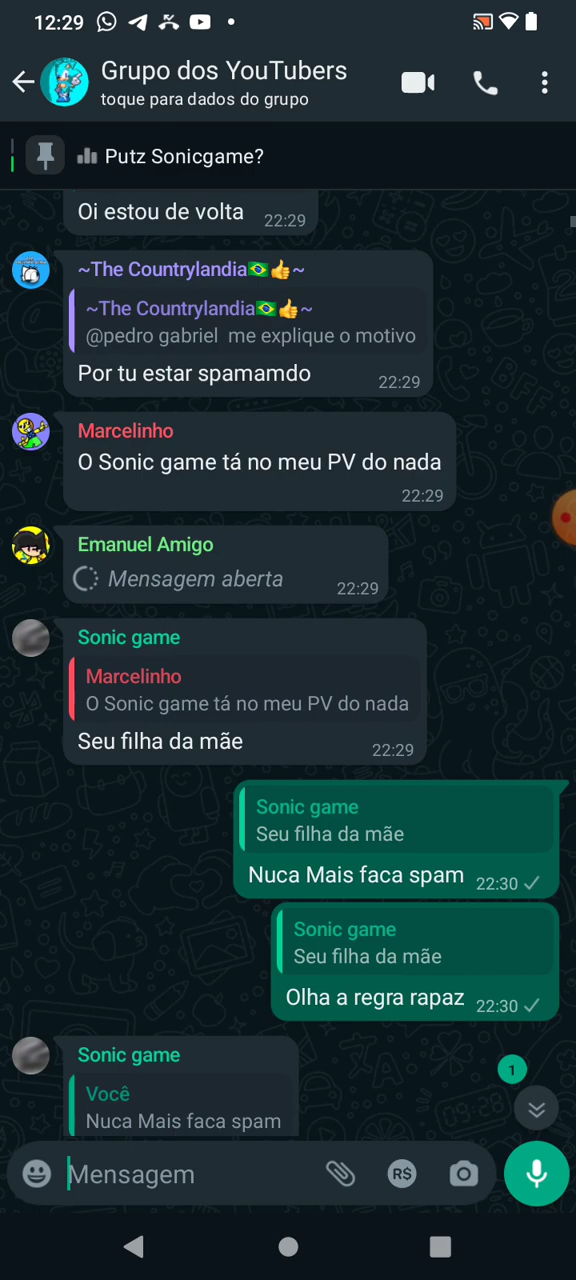 12:29
Grupo dos YouTubers
toque para dados do grupo
Putz Sonicgame?
Oi estou de volta 22:29
~The Countrylandia🇧🇷👍~
~The Countrylandia🇧🇷👍~
@pedro gabriel me explique o motivo
Por tu estar spamamdo 22:29
Marcelinho
O Sonic game tá no meu PV do nada
22:29
Emanuel Amigo
Mensagem aberta 22:29
Sonic game
Marcelinho
O Sonic game tá no meu PV do nada
Seu filha da mãe 22:29
Sonic game
Seu filha da mãe
Nuca Mais faca spam 22:30
Sonic game
Seu filha da mãe
Olha a regra rapaz 22:30
Sonic game
Você
Nuca Mais faca spam
1
Mensagem R$